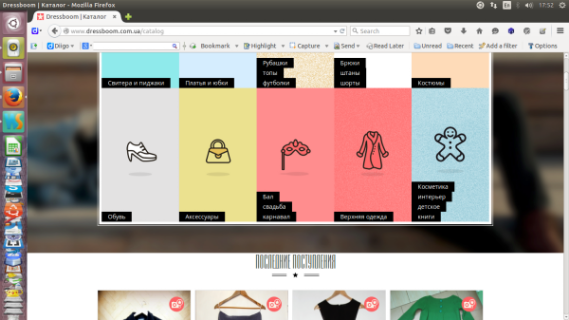 Dressboom | Каталог - Mozilla Firefox
En
17:52
Dressboom | Каталог
www.dressboom.com.ua/catalog
Search
Diigo
Bookmark
Highlight
Capture
Send
Read Later
Unread
Recent
Add a filter
Options
Свитера и пиджаки
Платья и юбки
Рубашки
топы
футболки
Брюки
штаны
шорты
Костюмы
Обувь
Аксессуары
Бал
свадьба
карнавал
Верхняя одежда
Косметика
интерьер
детское
книги
ПОСЛЕДНИЕ ПОСТУПЛЕНИЯ